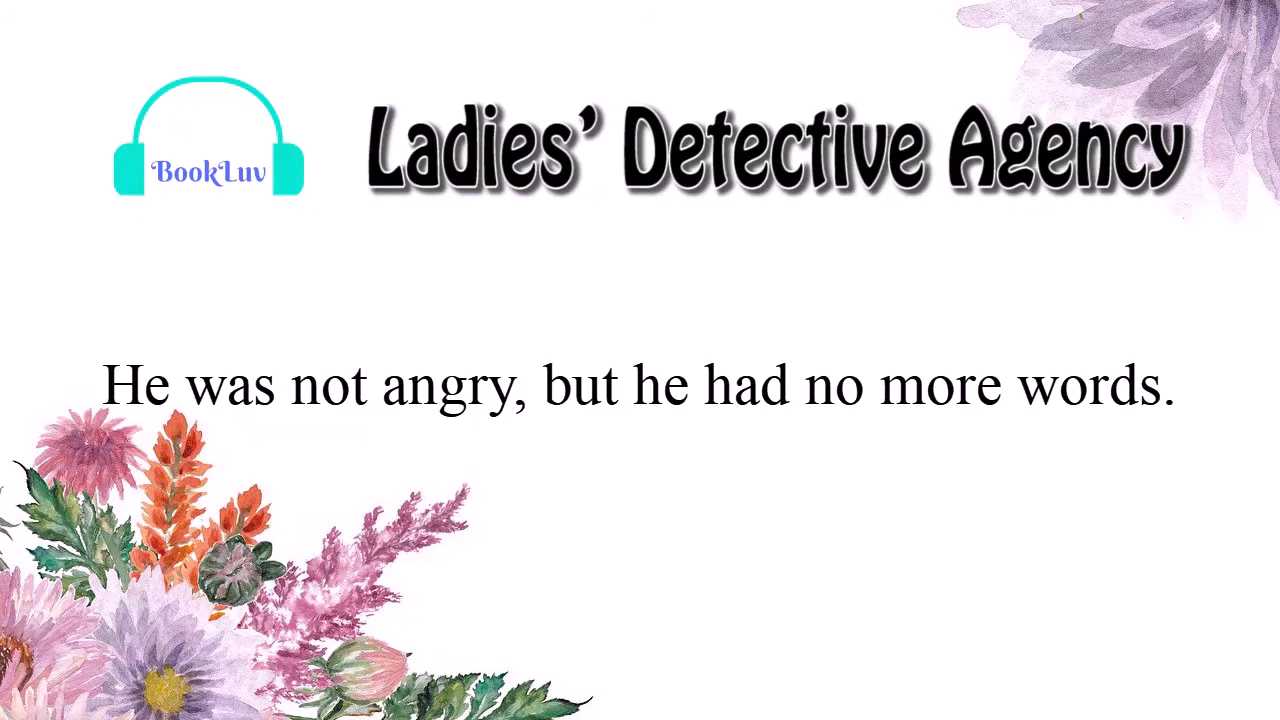 BookLuv
Ladies’ Detective Agency
He was not angry, but he had no more words.